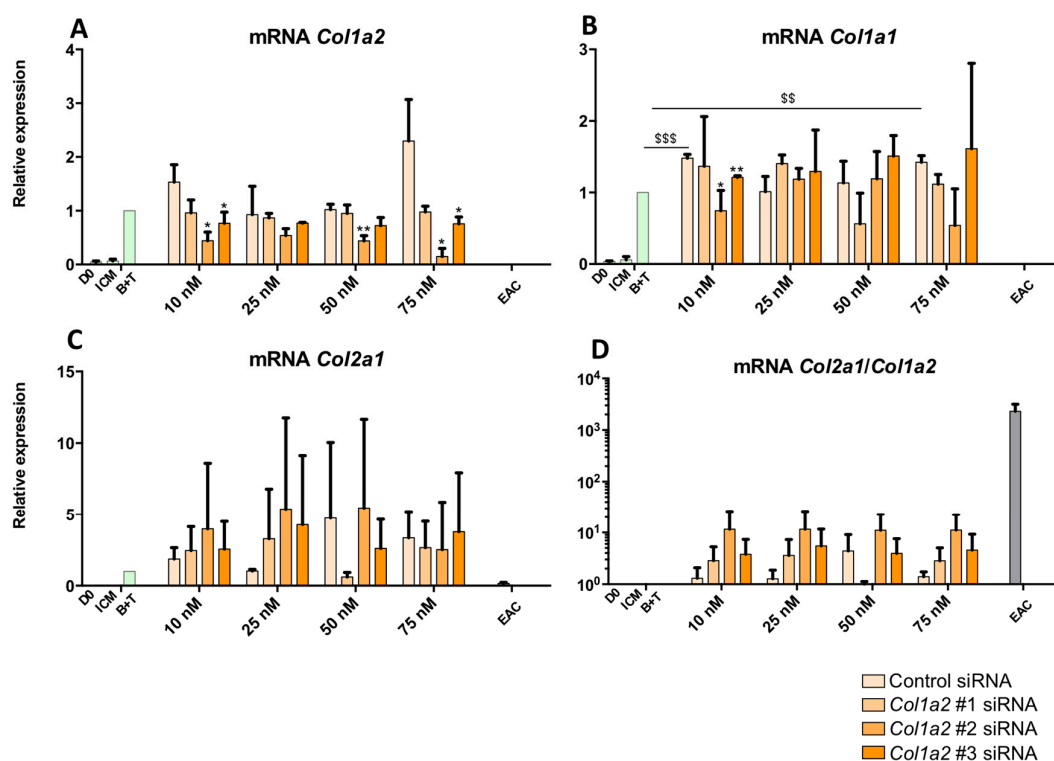 A
mRNA Col1a2
Relative expression
4
3
2
1
0
D0
ICM
B+T
10 nM
25 nM
50 nM
75 nM
EAC
*
*
**
*
*
B
mRNA Col1a1
3
2
1
0
D0
ICM
B+T
10 nM
25 nM
50 nM
75 nM
EAC
$$
$$$
*
**
C
mRNA Col2a1
Relative expression
15
10
5
0
D0
ICM
B+T
10 nM
25 nM
50 nM
75 nM
EAC
D
mRNA Col2a1/Col1a2
10⁴
10³
10²
10¹
10⁰
D0
ICM
B+T
10 nM
25 nM
50 nM
75 nM
EAC
Control siRNA
Col1a2 #1 siRNA
Col1a2 #2 siRNA
Col1a2 #3 siRNA